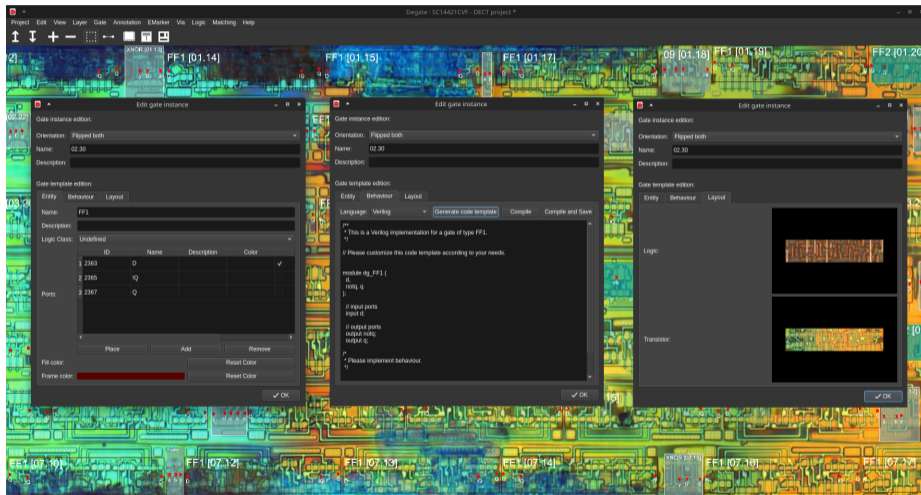 Degate : SC14421CVF - DECT project *
Project Edit View Layer Gate Annotation EMarker Via Logic Matching Help
XNOR [01.13]
FF1 [01.14]
FF1 [01.15]
FF1 [01.17]
09 [01.18]
FF1 [01.19]
FF2 [01.20
Edit gate instance
Gate instance edition:
Orientation: Flipped both
Name: 02.30
Description:
Gate template edition:
Entity Behaviour Layout
Name: FF1
Description:
Logic Class: Undefined
ID Name Description Color
1 2363 D
2 2365 !Q
3 2367 Q
Ports:
Place Add Remove
Fill color: Reset Color
Frame color: Reset Color
OK
Edit gate instance
Gate instance edition:
Orientation: Flipped both
Name: 02.30
Description:
Gate template edition:
Entity Behaviour Layout
Language: Verilog Generate code template Compile Compile and Save
/**
* This is a Verilog implementation for a gate of type FF1.
*/
// Please customize this code template according to your needs.
module dg_FF1 (
d,
notq, q
);
// input ports
input d;
// output ports
output notq;
output q;
/*
* Please implement behaviour.
*/
OK
Edit gate instance
Gate instance edition:
Orientation: Flipped both
Name: 02.30
Description:
Gate template edition:
Entity Behaviour Layout
Logic:
Transistor:
OK
FF1 [07.10]
FF1 [07.12]
FF1 [07.13]
FF1 [07.14]
FF1 [07.16]
FF1 [07.17]